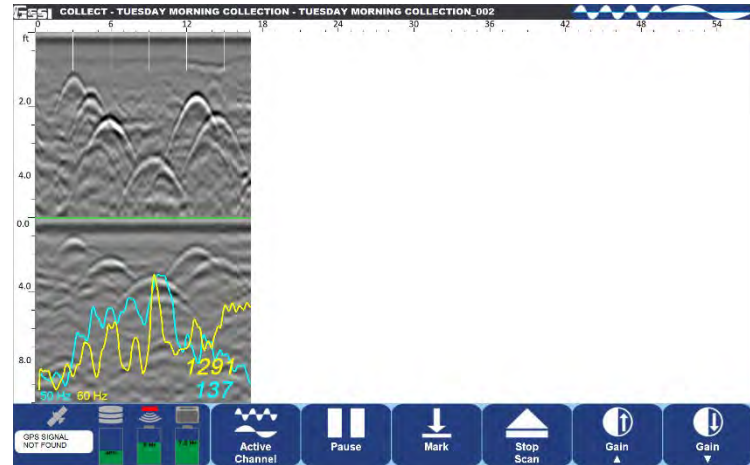 GSSI COLLECT - TUESDAY MORNING COLLECTION - TUESDAY MORNING COLLECTION_002
0 6 12 18 24 30 36 42 48 54
ft
2.0
4.0
0.0
4.0
8.0
1291
137
50 Hz 60 Hz
GPS SIGNAL
NOT FOUND
Active
Channel
Pause
Mark
Stop
Scan
Gain
Gain